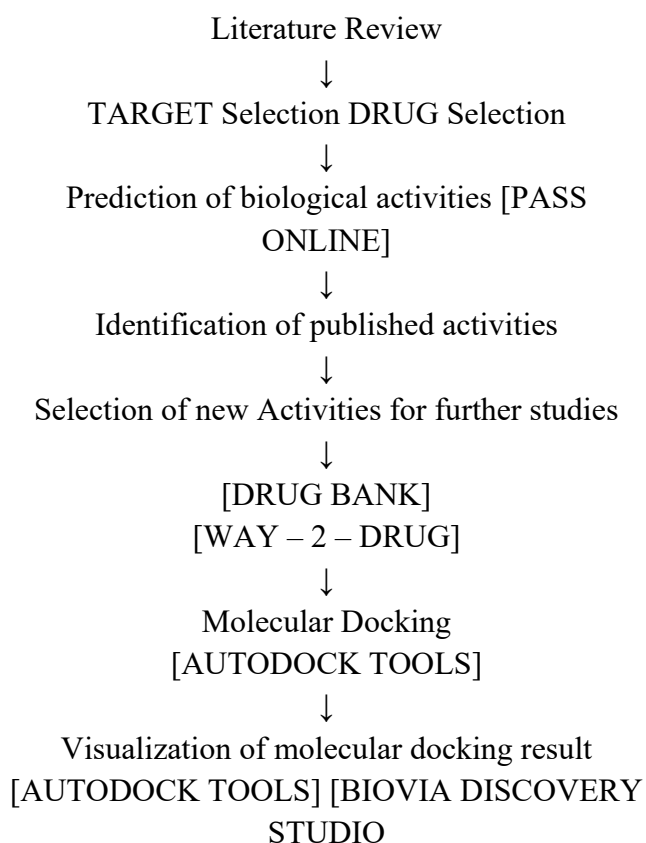 Literature Review
↓
TARGET Selection DRUG Selection
↓
Prediction of biological activities [PASS
ONLINE]
↓
Identification of published activities
↓
Selection of new Activities for further studies
↓
[DRUG BANK]
[WAY – 2 – DRUG]
↓
Molecular Docking
[AUTODOCK TOOLS]
↓
Visualization of molecular docking result
[AUTODOCK TOOLS] [BIOVIA DISCOVERY
STUDIO